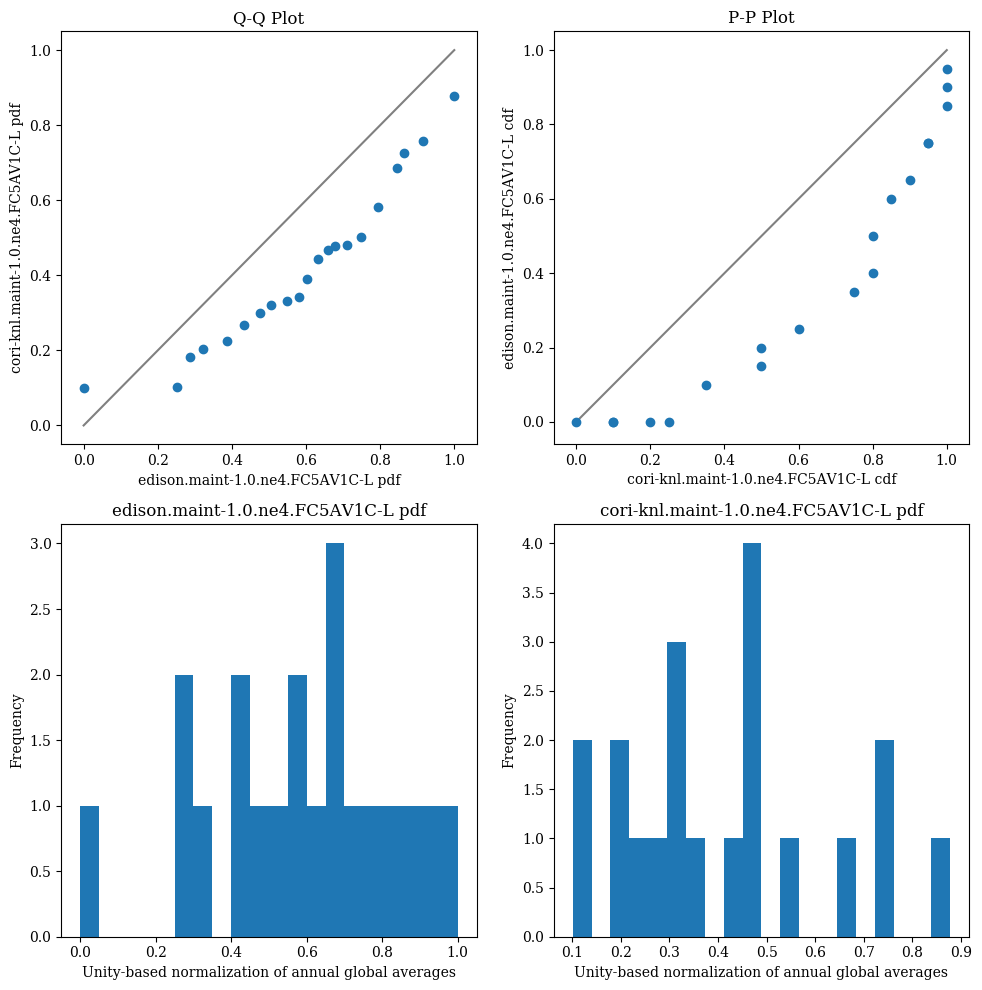 Q-Q Plot
1.0
0.8
0.6
0.4
0.2
0.0
0.0 0.2 0.4 0.6 0.8 1.0
cori-knl.maint-1.0.ne4.FC5AV1C-L pdf
edison.maint-1.0.ne4.FC5AV1C-L pdf
P-P Plot
1.0
0.8
0.6
0.4
0.2
0.0
0.0 0.2 0.4 0.6 0.8 1.0
edison.maint-1.0.ne4.FC5AV1C-L cdf
cori-knl.maint-1.0.ne4.FC5AV1C-L cdf
edison.maint-1.0.ne4.FC5AV1C-L pdf
3.0
2.5
2.0
1.5
1.0
0.5
0.0
0.0 0.2 0.4 0.6 0.8 1.0
Frequency
Unity-based normalization of annual global averages
cori-knl.maint-1.0.ne4.FC5AV1C-L pdf
4.0
3.5
3.0
2.5
2.0
1.5
1.0
0.5
0.0
0.1 0.2 0.3 0.4 0.5 0.6 0.7 0.8 0.9
Frequency
Unity-based normalization of annual global averages